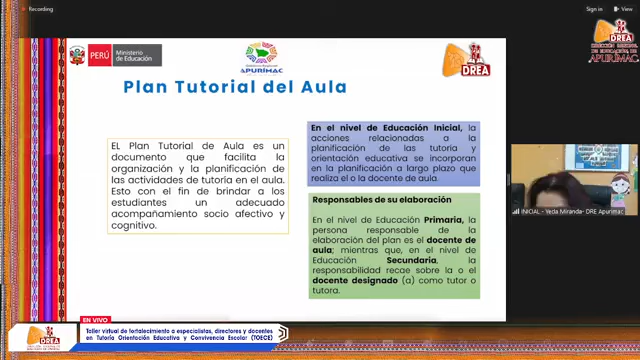 Recording
Sign in
View
PERÚ
Ministerio
de Educación
APURIMAC
DREA
DREA
DIRECCIÓN REGIONAL
DE EDUCACIÓN DE
APURÍMAC
Plan Tutorial del Aula
EL Plan Tutorial de Aula es un
documento que facilita la
organización y la planificación de
las actividades de tutoría en el aula.
Esto con el fin de brindar a los
estudiantes un adecuado
acompañamiento socio afectivo y
cognitivo.
En el nivel de Educación Inicial, la
acciones relacionadas a la
planificación de las tutoría y
orientación educativa se incorporan
en la planificación a largo plazo que
realiza el o la docente de aula.
Responsables de su elaboración
En el nivel de Educación Primaria, la
persona responsable de la
elaboración del plan es el docente de
aula; mientras que, en el nivel de
Educación Secundaria, la
responsabilidad recae sobre la o el
docente designado (a) como tutor o
tutora.
INICIAL - Yeda Miranda- DRE Apurimac
EN VIVO
DREA
Taller virtual de fortalecimiento a especialistas, directores y docentes
en Tutoría Orientación Educativa y Convivencia Escolar (TOECE)